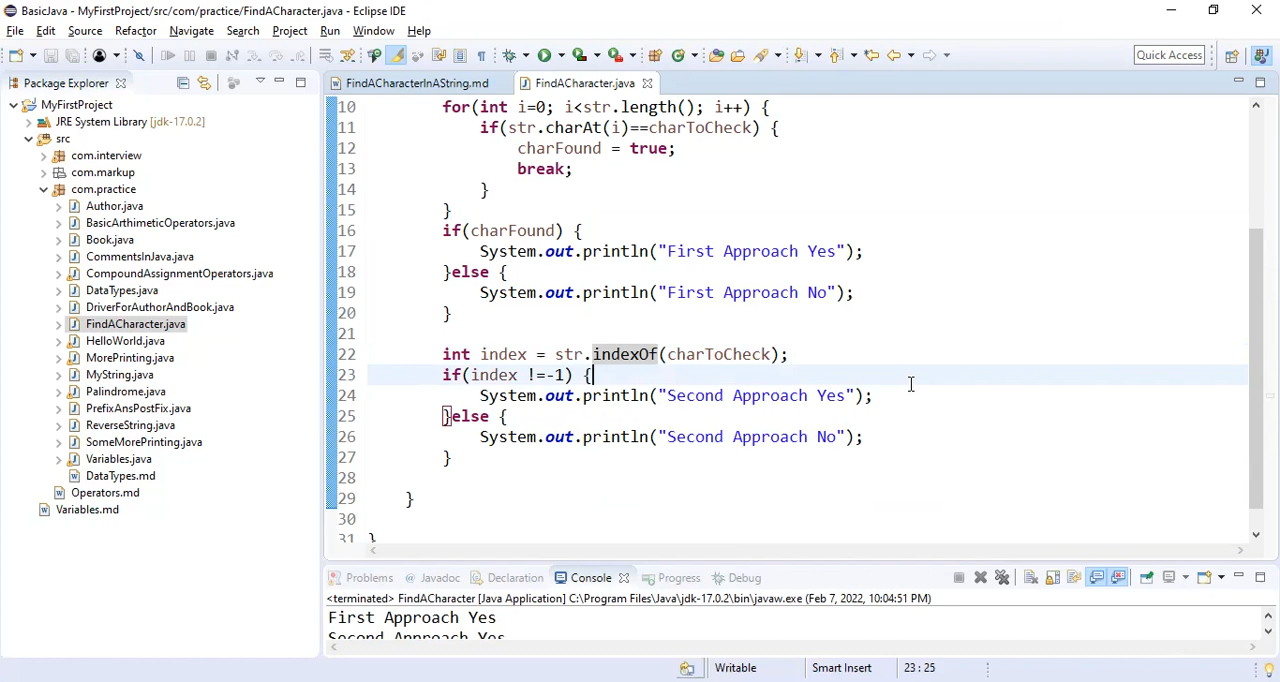 BasicJava - MyFirstProject/src/com/practice/FindACharacter.java - Eclipse IDE
File Edit Source Refactor Navigate Search Project Run Window Help
Quick Access
Package Explorer
MyFirstProject
JRE System Library [jdk-17.0.2]
src
com.interview
com.markup
com.practice
Author.java
BasicArthimeticOperators.java
Book.java
CommentsInJava.java
CompoundAssignmentOperators.java
DataTypes.java
DriverForAuthorAndBook.java
FindACharacter.java
HelloWorld.java
MorePrinting.java
MyString.java
Palindrome.java
PrefixAnsPostFix.java
ReverseString.java
SomeMorePrinting.java
Variables.java
DataTypes.md
Operators.md
Variables.md
FindACharacterInAString.md FindACharacter.java
10 for(int i=0; i<str.length(); i++) {
11 if(str.charAt(i)==charToCheck) {
12 charFound = true;
13 break;
14 }
15 }
16 if(charFound) {
17 System.out.println("First Approach Yes");
18 }else {
19 System.out.println("First Approach No");
20 }
21
22 int index = str.indexOf(charToCheck);
23 if(index !=-1) {
24 System.out.println("Second Approach Yes");
25 }else {
26 System.out.println("Second Approach No");
27 }
28
29 }
30
31 }
Problems Javadoc Declaration Console Progress Debug
<terminated> FindACharacter [Java Application] C:\Program Files\Java\jdk-17.0.2\bin\javaw.exe (Feb 7, 2022, 10:04:51 PM)
First Approach Yes
Second Approach Yes
Writable Smart Insert 23 : 25